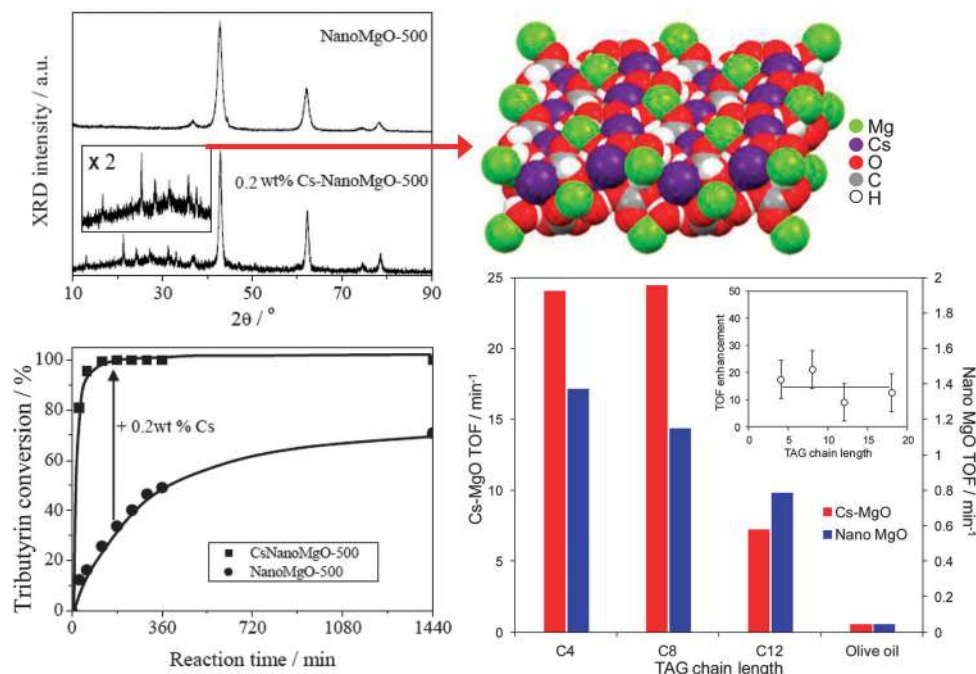 NanoMgO-500
x 2
0.2 wt% Cs-NanoMgO-500
XRD intensity / a.u.
10 30 50 70 90
2θ / °
Mg
Cs
O
C
H
100
80
60
40
20
0
+ 0.2wt % Cs
CsNanoMgO-500
NanoMgO-500
Tributyrin conversion / %
0 360 720 1080 1440
Reaction time / min
25
20
15
10
5
0
Cs-MgO TOF / min-1
50
40
30
20
10
0
TOF enhancement
0 5 10 15 20
TAG chain length
Cs-MgO
Nano MgO
2
1.8
1.6
1.4
1.2
1
0.8
0.6
0.4
0.2
0
Nano MgO TOF / min-1
C4 C8 C12 Olive oil
TAG chain length